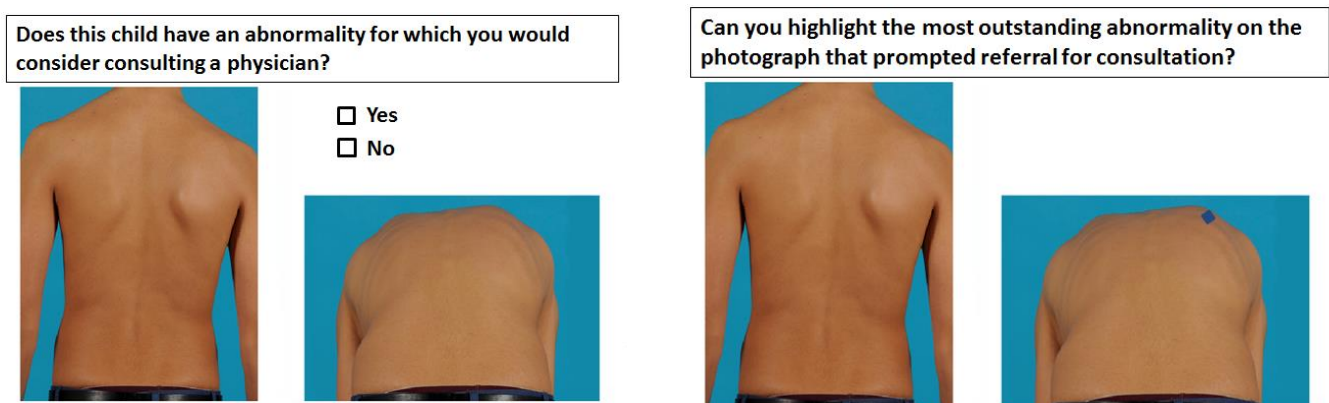 Does this child have an abnormality for which you would
consider consulting a physician?
Yes
No
Can you highlight the most outstanding abnormality on the
photograph that prompted referral for consultation?